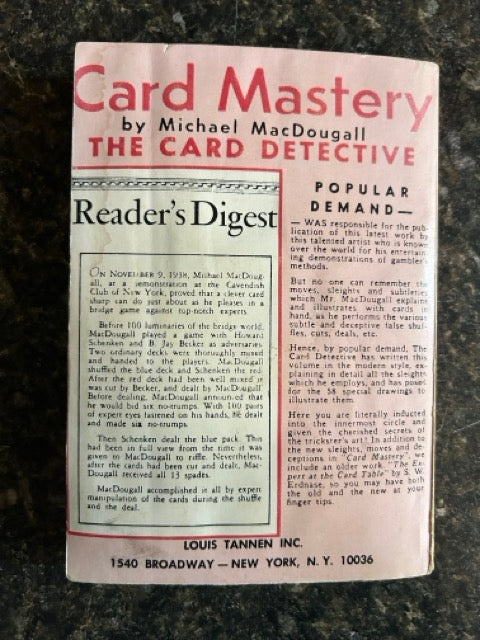 Card Mastery
by Michael MacDougall
THE CARD DETECTIVE
Reader's Digest
ON NOVEMBER 9, 1938, Michael MacDoug-
all, at a demonstration at the Cavendish
Club of New York, proved that a clever card
sharp can do just about as he pleases in a
bridge game against top-notch experts.
Before 100 luminaries of the bridge world,
MacDougall played a game with Howard
Schenken and B. Jay Becker as adversaries.
Two ordinary decks were thoroughly mixed
and handed to the players. MacDougall
shuffled the blue deck and Schenken the red.
After the red deck had been well mixed it
was cut by Becker, and dealt by MacDougall.
Before dealing, MacDougall announced that
he would bid six no-trumps. With 100 pairs
of expert eyes fastened on his hands, he dealt
and made six no-trumps.
Then Schenken dealt the blue pack. This
had been in full view from the time it was
given to MacDougall to riffle. Nevertheless,
after the cards had been cut and dealt, Mac-
Dougall received all 13 spades.
MacDougall accomplished it all by expert
manipulation of the cards during the shuffle
and the deal.
POPULAR
DEMAND—
— WAS responsible for the pub-
lication of this latest work by
this talented artist who is known
over the world for his entertain-
ing demonstrations of gambler's
methods.
But no one can remember the
moves, sleights and subtleties
which Mr. MacDougall explains
and illustrates with cards in
hand, as he performs the various
subtle and deceptive false shuf-
fles, cuts, deals, etc.
Hence, by popular demand, The
Card Detective has written this
volume in the modern style, ex-
plaining in detail all the sleights
which he employs, and has posed
for the 58 special drawings to
illustrate them.
Here you are literally inducted
into the innermost circle and
given the cherished secrets of
the trickster's art! In addition to
the new sleights, moves and de-
ceptions in "Card Mastery", we
include an older work, "The Ex-
pert at the Card Table" by S. W.
Erdnase, so you may have both
the old and the new at your
finger tips.
LOUIS TANNEN INC.
1540 BROADWAY — NEW YORK, N. Y. 10036